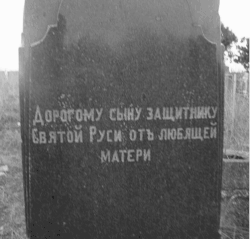 Дорогому сыну защитнику
Святой Руси отъ любящей
матери